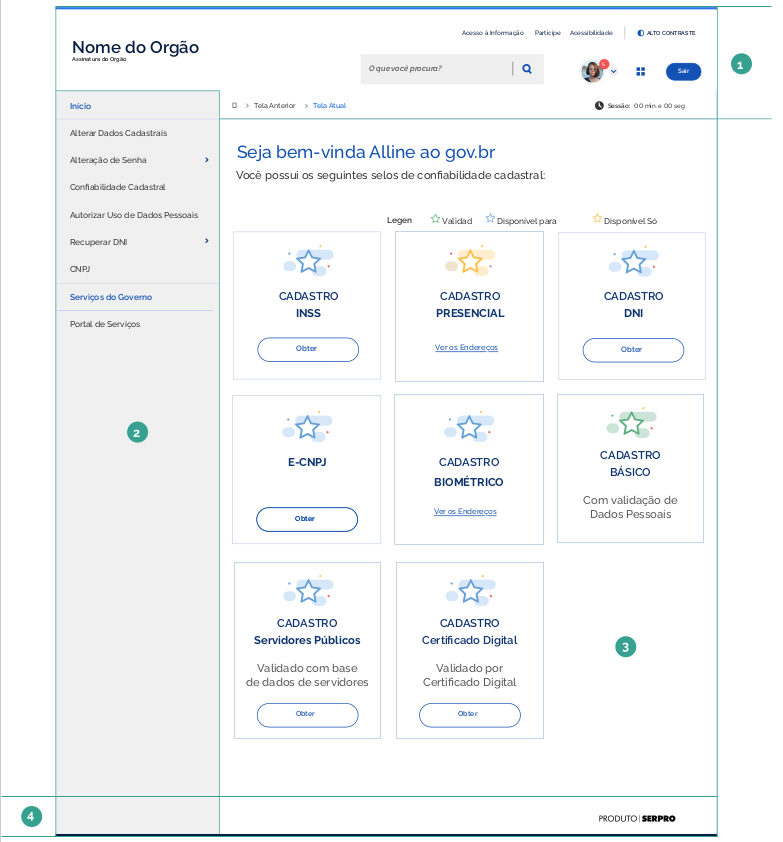 Acesso à Informação Participe Acessibilidade ALTO CONTRASTE
Nome do Orgão
Assinatura do Orgão
O que você procura?
Sair
1
Início
Tela Anterior Tela Atual
Sessão: 00 min. e 00 seg
Alterar Dados Cadastrais
Alteração de Senha
Confiabilidade Cadastral
Autorizar Uso de Dados Pessoais
Recuperar DNI
CNPJ
Serviços do Governo
Portal de Serviços
2
Seja bem-vinda Alline ao gov.br
Você possui os seguintes selos de confiabilidade cadastral:
Legen Validad Disponível para Disponível Só
CADASTRO
INSS
Obter
CADASTRO
PRESENCIAL
Ver os Endereços
CADASTRO
DNI
Obter
E-CNPJ
Obter
CADASTRO
BIOMÉTRICO
Ver os Endereços
CADASTRO
BÁSICO
Com validação de
Dados Pessoais
CADASTRO
Servidores Públicos
Validado com base
de dados de servidores
Obter
CADASTRO
Certificado Digital
Validado por
Certificado Digital
Obter
3
4
PRODUTO | SERPRO